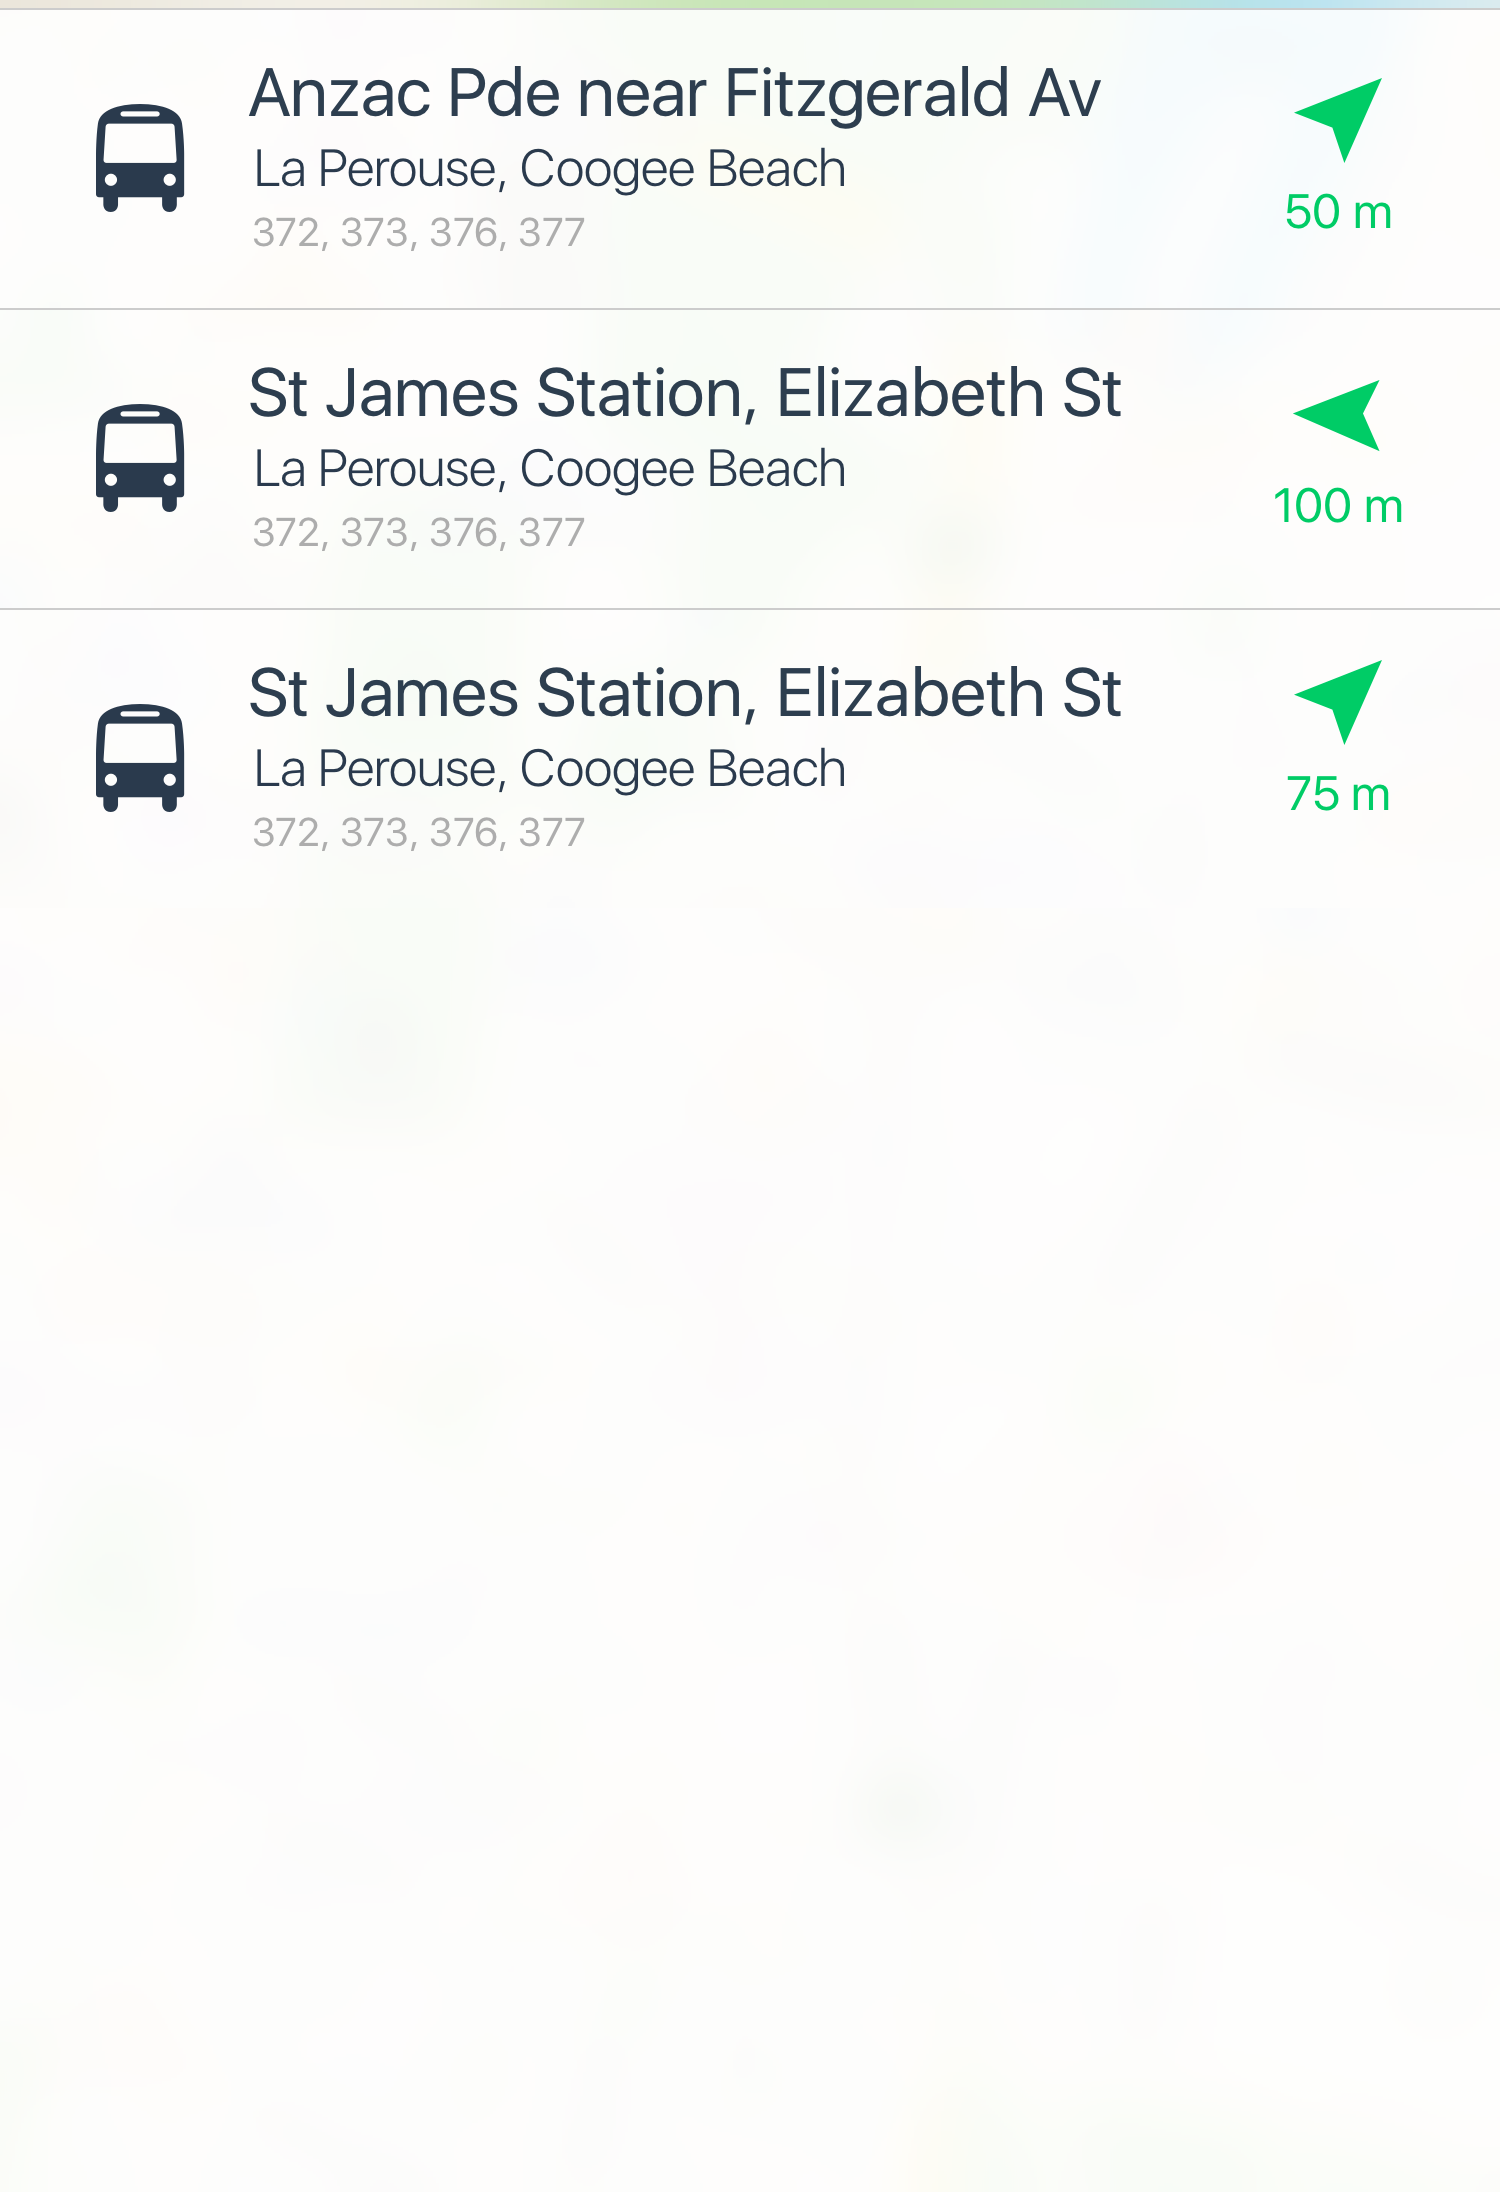 Anzac Pde near Fitzgerald Av
La Perouse, Coogee Beach
372, 373, 376, 377
50 m
St James Station, Elizabeth St
La Perouse, Coogee Beach
372, 373, 376, 377
100 m
St James Station, Elizabeth St
La Perouse, Coogee Beach
372, 373, 376, 377
75 m